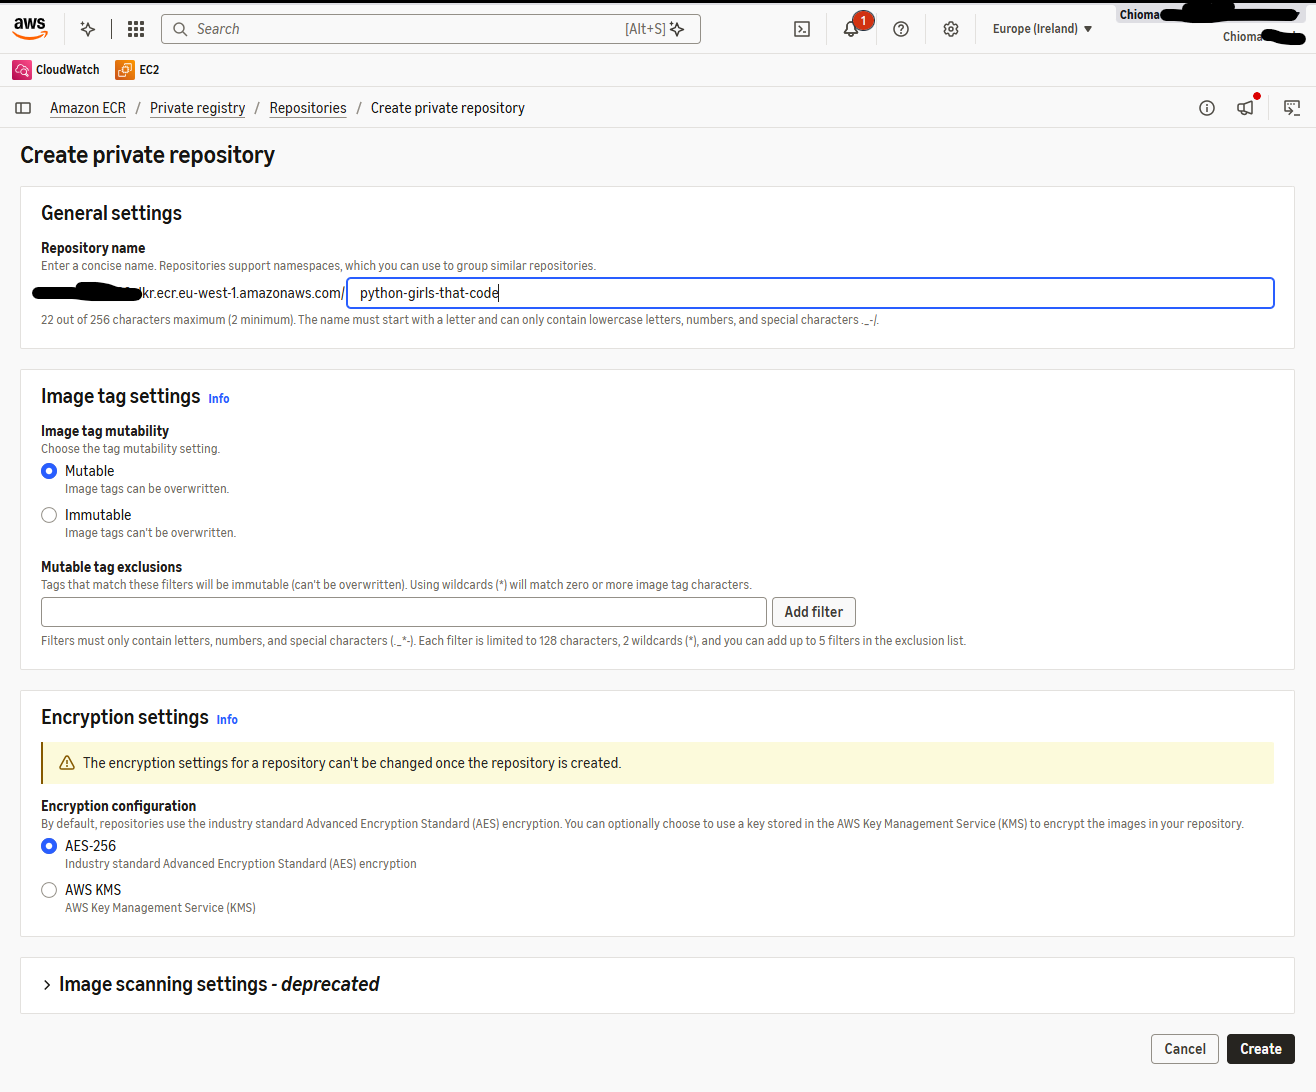 aws
Search [Alt+S]
1
Europe (Ireland)
Chioma
Chioma
CloudWatch EC2
Amazon ECR / Private registry / Repositories / Create private repository
Create private repository
General settings
Repository name
Enter a concise name. Repositories support namespaces, which you can use to group similar repositories.
kr.ecr.eu-west-1.amazonaws.com/ python-girls-that-code
22 out of 256 characters maximum (2 minimum). The name must start with a letter and can only contain lowercase letters, numbers, and special characters ._-/.
Image tag settings Info
Image tag mutability
Choose the tag mutability setting.
Mutable
Image tags can be overwritten.
Immutable
Image tags can't be overwritten.
Mutable tag exclusions
Tags that match these filters will be immutable (can't be overwritten). Using wildcards (*) will match zero or more image tag characters.
Add filter
Filters must only contain letters, numbers, and special characters (._*-). Each filter is limited to 128 characters, 2 wildcards (*), and you can add up to 5 filters in the exclusion list.
Encryption settings Info
The encryption settings for a repository can't be changed once the repository is created.
Encryption configuration
By default, repositories use the industry standard Advanced Encryption Standard (AES) encryption. You can optionally choose to use a key stored in the AWS Key Management Service (KMS) to encrypt the images in your repository.
AES-256
Industry standard Advanced Encryption Standard (AES) encryption
AWS KMS
AWS Key Management Service (KMS)
Image scanning settings - deprecated
Cancel Create